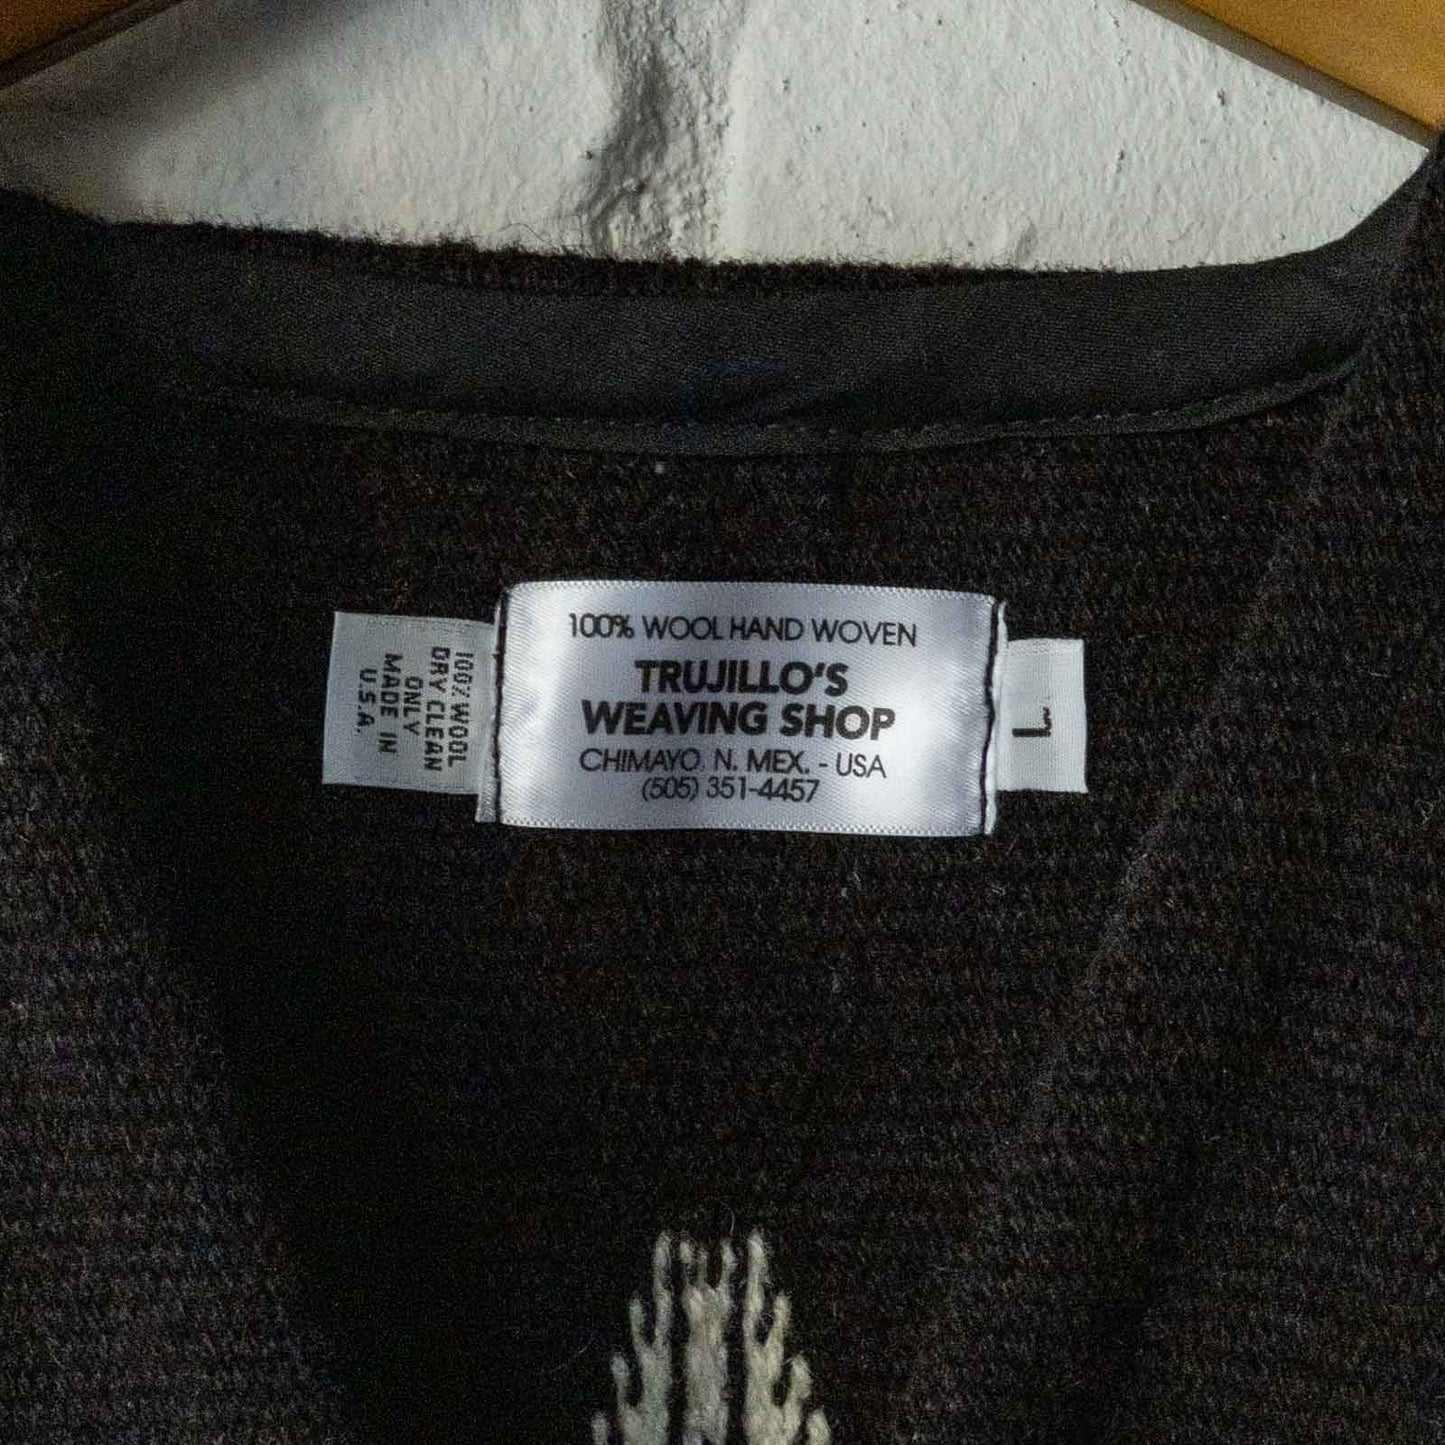 100% WOOL HAND WOVEN
TRUJILLO'S
WEAVING SHOP
CHIMAYO, N. MEX. - USA
(505) 351-4457
100% WOOL
DRY CLEAN
ONLY
MADE IN
U.S.A.
L